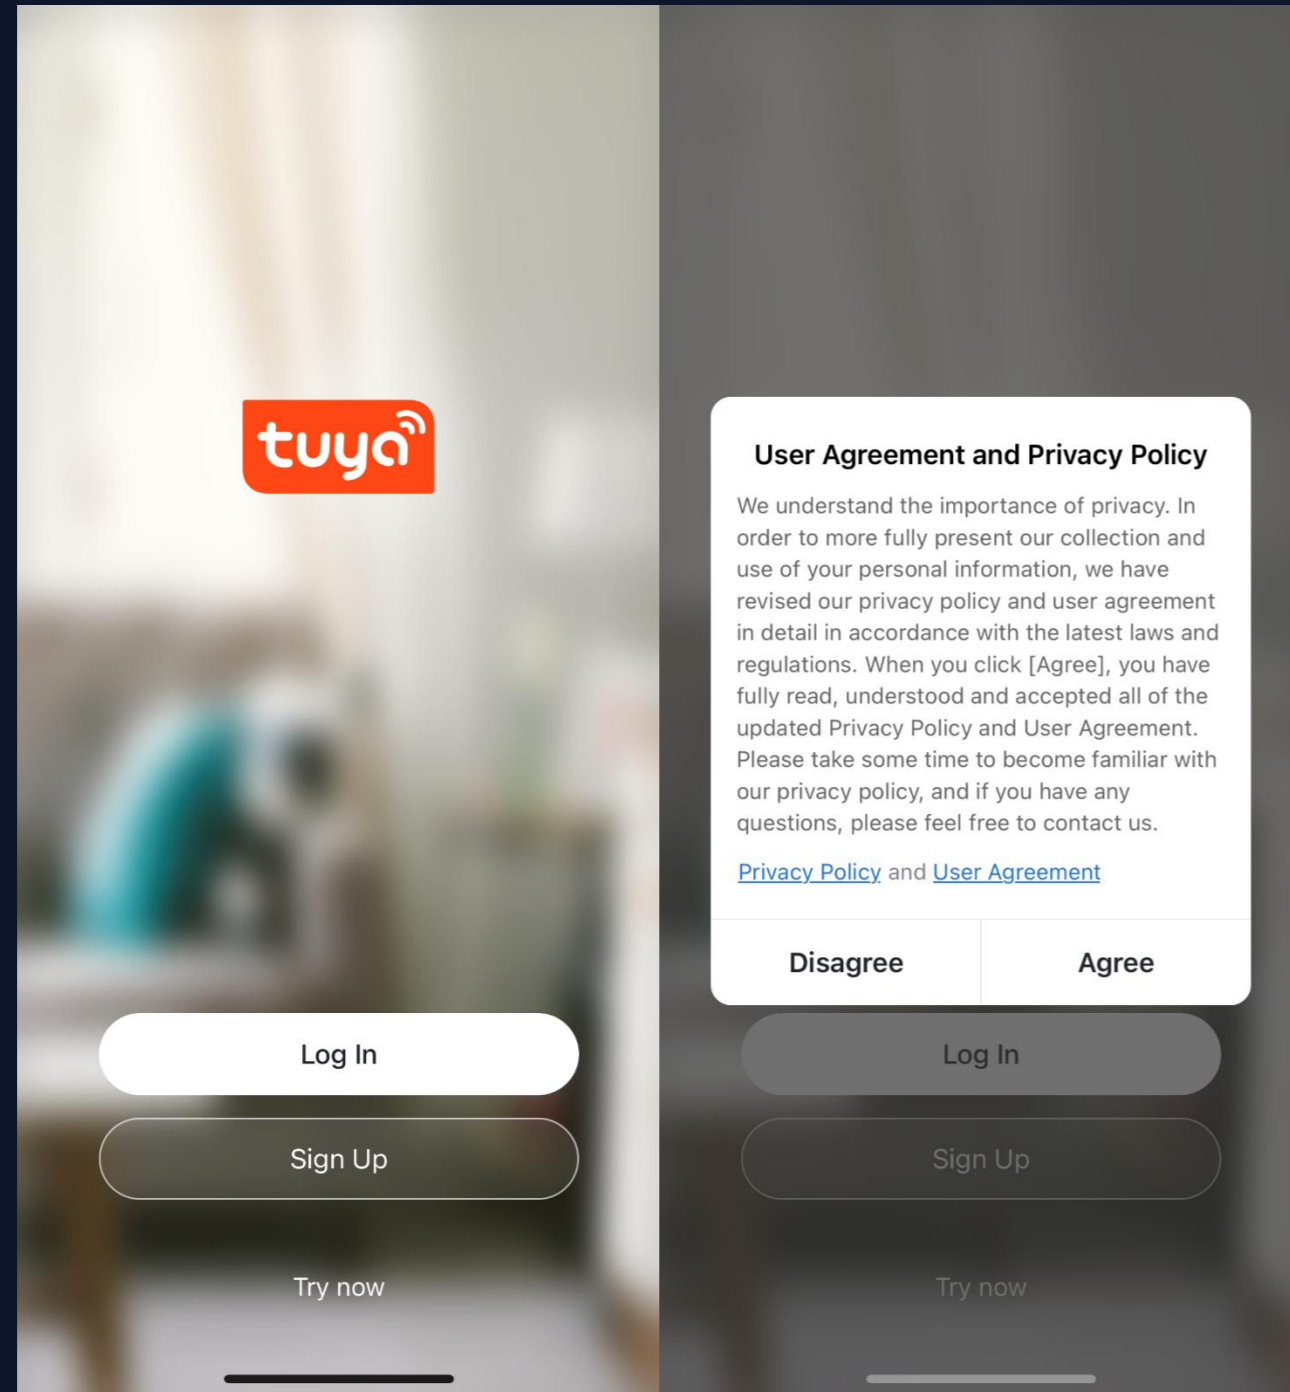 tuya
Log In
Sign Up
Try now
User Agreement and Privacy Policy
We understand the importance of privacy. In
order to more fully present our collection and
use of your personal information, we have
revised our privacy policy and user agreement
in detail in accordance with the latest laws and
regulations. When you click [Agree], you have
fully read, understood and accepted all of the
updated Privacy Policy and User Agreement.
Please take some time to become familiar with
our privacy policy, and if you have any
questions, please feel free to contact us.
Privacy Policy and User Agreement
Disagree Agree
Log In
Sign Up
Try now